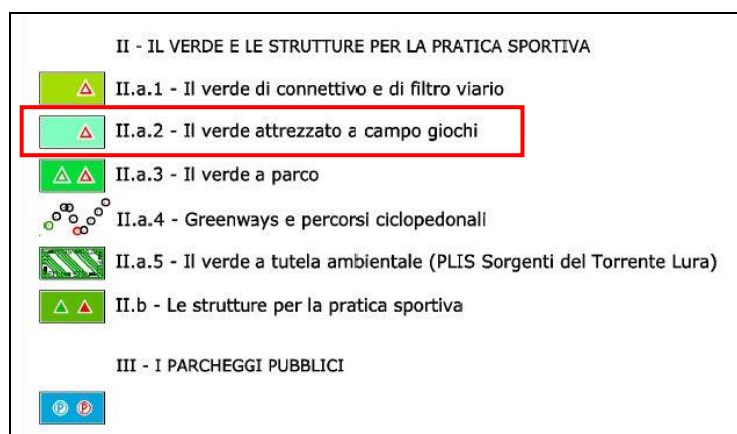 II - IL VERDE E LE STRUTTURE PER LA PRATICA SPORTIVA
II.a.1 - Il verde di connettivo e di filtro viario
II.a.2 - Il verde attrezzato a campo giochi
II.a.3 - Il verde a parco
II.a.4 - Greenways e percorsi ciclopedonali
II.a.5 - Il verde a tutela ambientale (PLIS Sorgenti del Torrente Lura)
II.b - Le strutture per la pratica sportiva
III - I PARCHEGGI PUBBLICI
P P